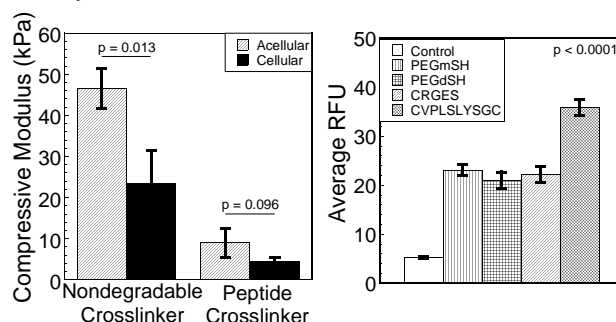 Compressive Modulus (kPa)
60
50
40
30
20
10
0
p = 0.013
Acellular
Cellular
p = 0.096
Nondegradable
Crosslinker
Peptide
Crosslinker
Average RFU
50
40
30
20
10
0
Control
PEGmSH
PEGdSH
CRGES
CVPLSLYSGC
p < 0.0001